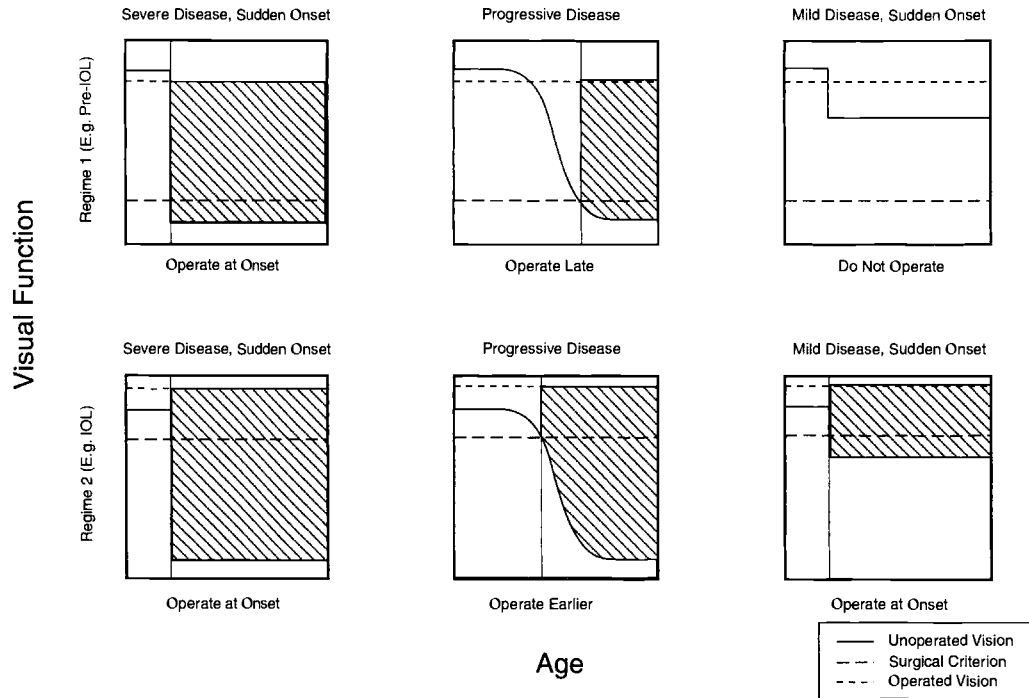 Severe Disease, Sudden Onset
Progressive Disease
Mild Disease, Sudden Onset
Regime 1 (E.g. Pre-IOL)
Operate at Onset
Operate Late
Do Not Operate
Visual Function
Severe Disease, Sudden Onset
Progressive Disease
Mild Disease, Sudden Onset
Regime 2 (E.g. IOL)
Operate at Onset
Operate Earlier
Operate at Onset
Age
Unoperated Vision
Surgical Criterion
Operated Vision